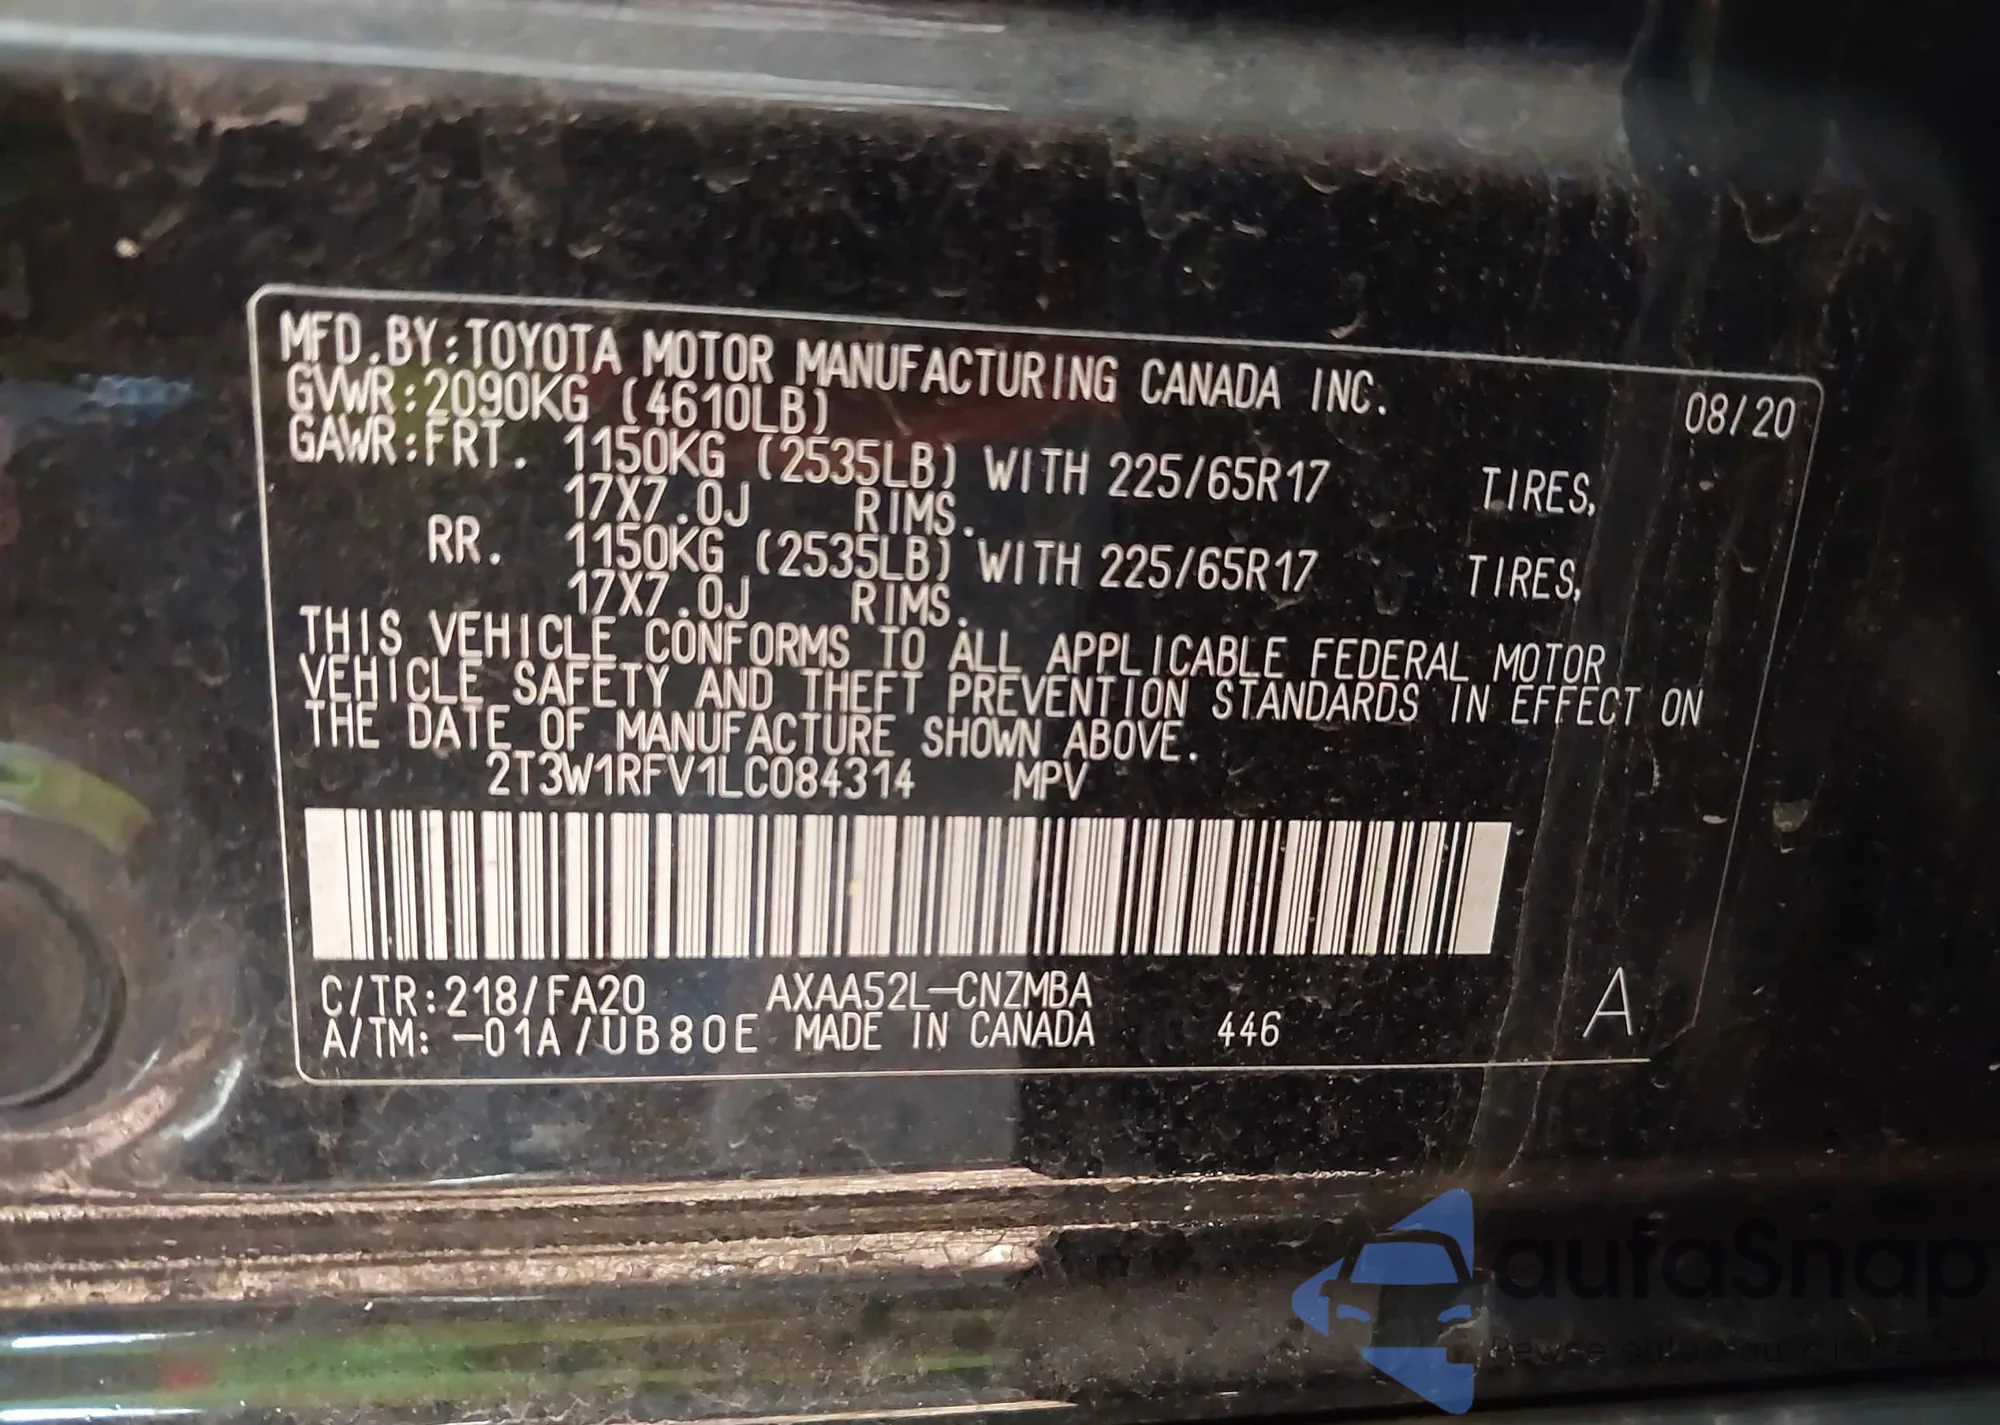 MFD.BY:TOYOTA MOTOR MANUFACTURING CANADA INC. 08/20
GVWR:2090KG (4610LB)
GAWR:FRT. 1150KG (2535LB) WITH 225/65R17 TIRES,
17X7.0J RIMS.
RR. 1150KG (2535LB) WITH 225/65R17 TIRES,
17X7.0J RIMS.
THIS VEHICLE CONFORMS TO ALL APPLICABLE FEDERAL MOTOR
VEHICLE SAFETY AND THEFT PREVENTION STANDARDS IN EFFECT ON
THE DATE OF MANUFACTURE SHOWN ABOVE.
2T3W1RFV1LC084314 MPV
C/TR:218/FA20 AXAA52L-CNZMBA
A/TM: -01A/UB80E MADE IN CANADA 446 A
autaSnap